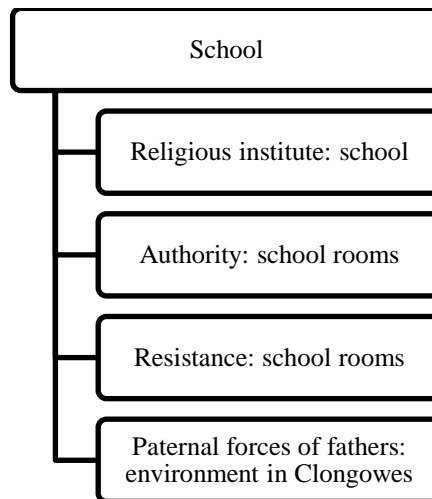 School
Religious institute: school
Authority: school rooms
Resistance: school rooms
Paternal forces of fathers:
environment in Clongowes